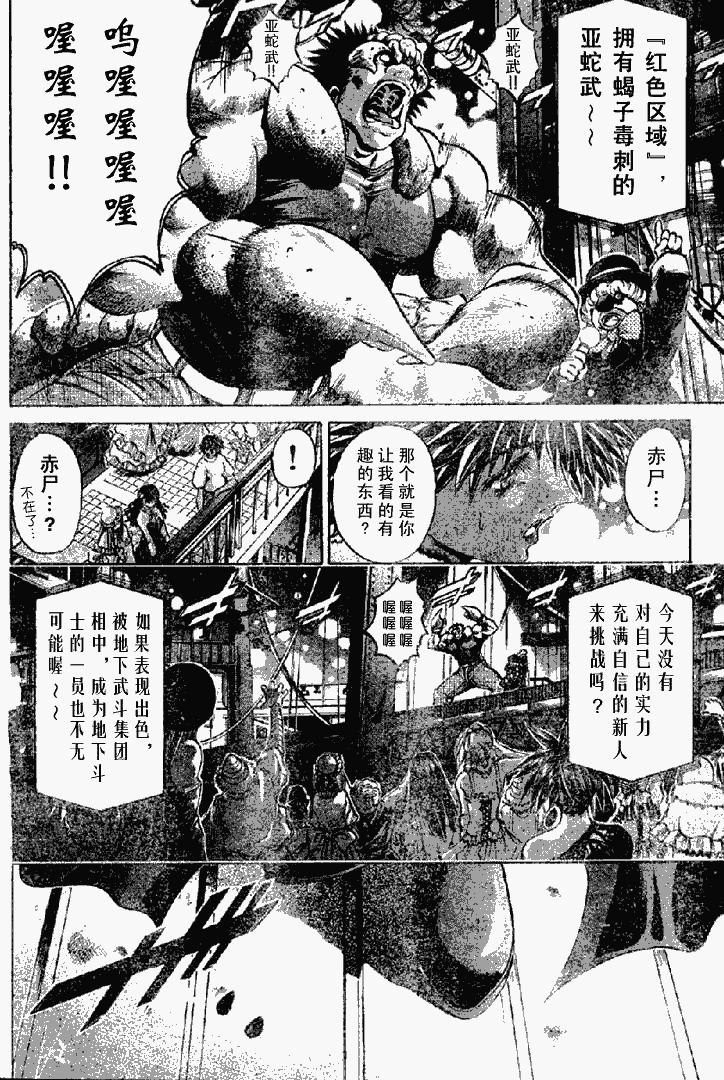 『红色区域』，
拥有蝎子毒刺的
亚蛇武～～
亚蛇武!!
亚蛇武!!
呜喔喔喔喔
喔喔喔!!
赤尸…
那个就是你
让我看的有
趣的东西？
！
赤尸…？
不在了…
今天没有
对自己的实力
充满自信的新人
来挑战吗？
喔喔喔
喔喔喔
如果表现出色，
被地下武斗集团
相中，成为地下斗
士的一员也不无
可能喔～～